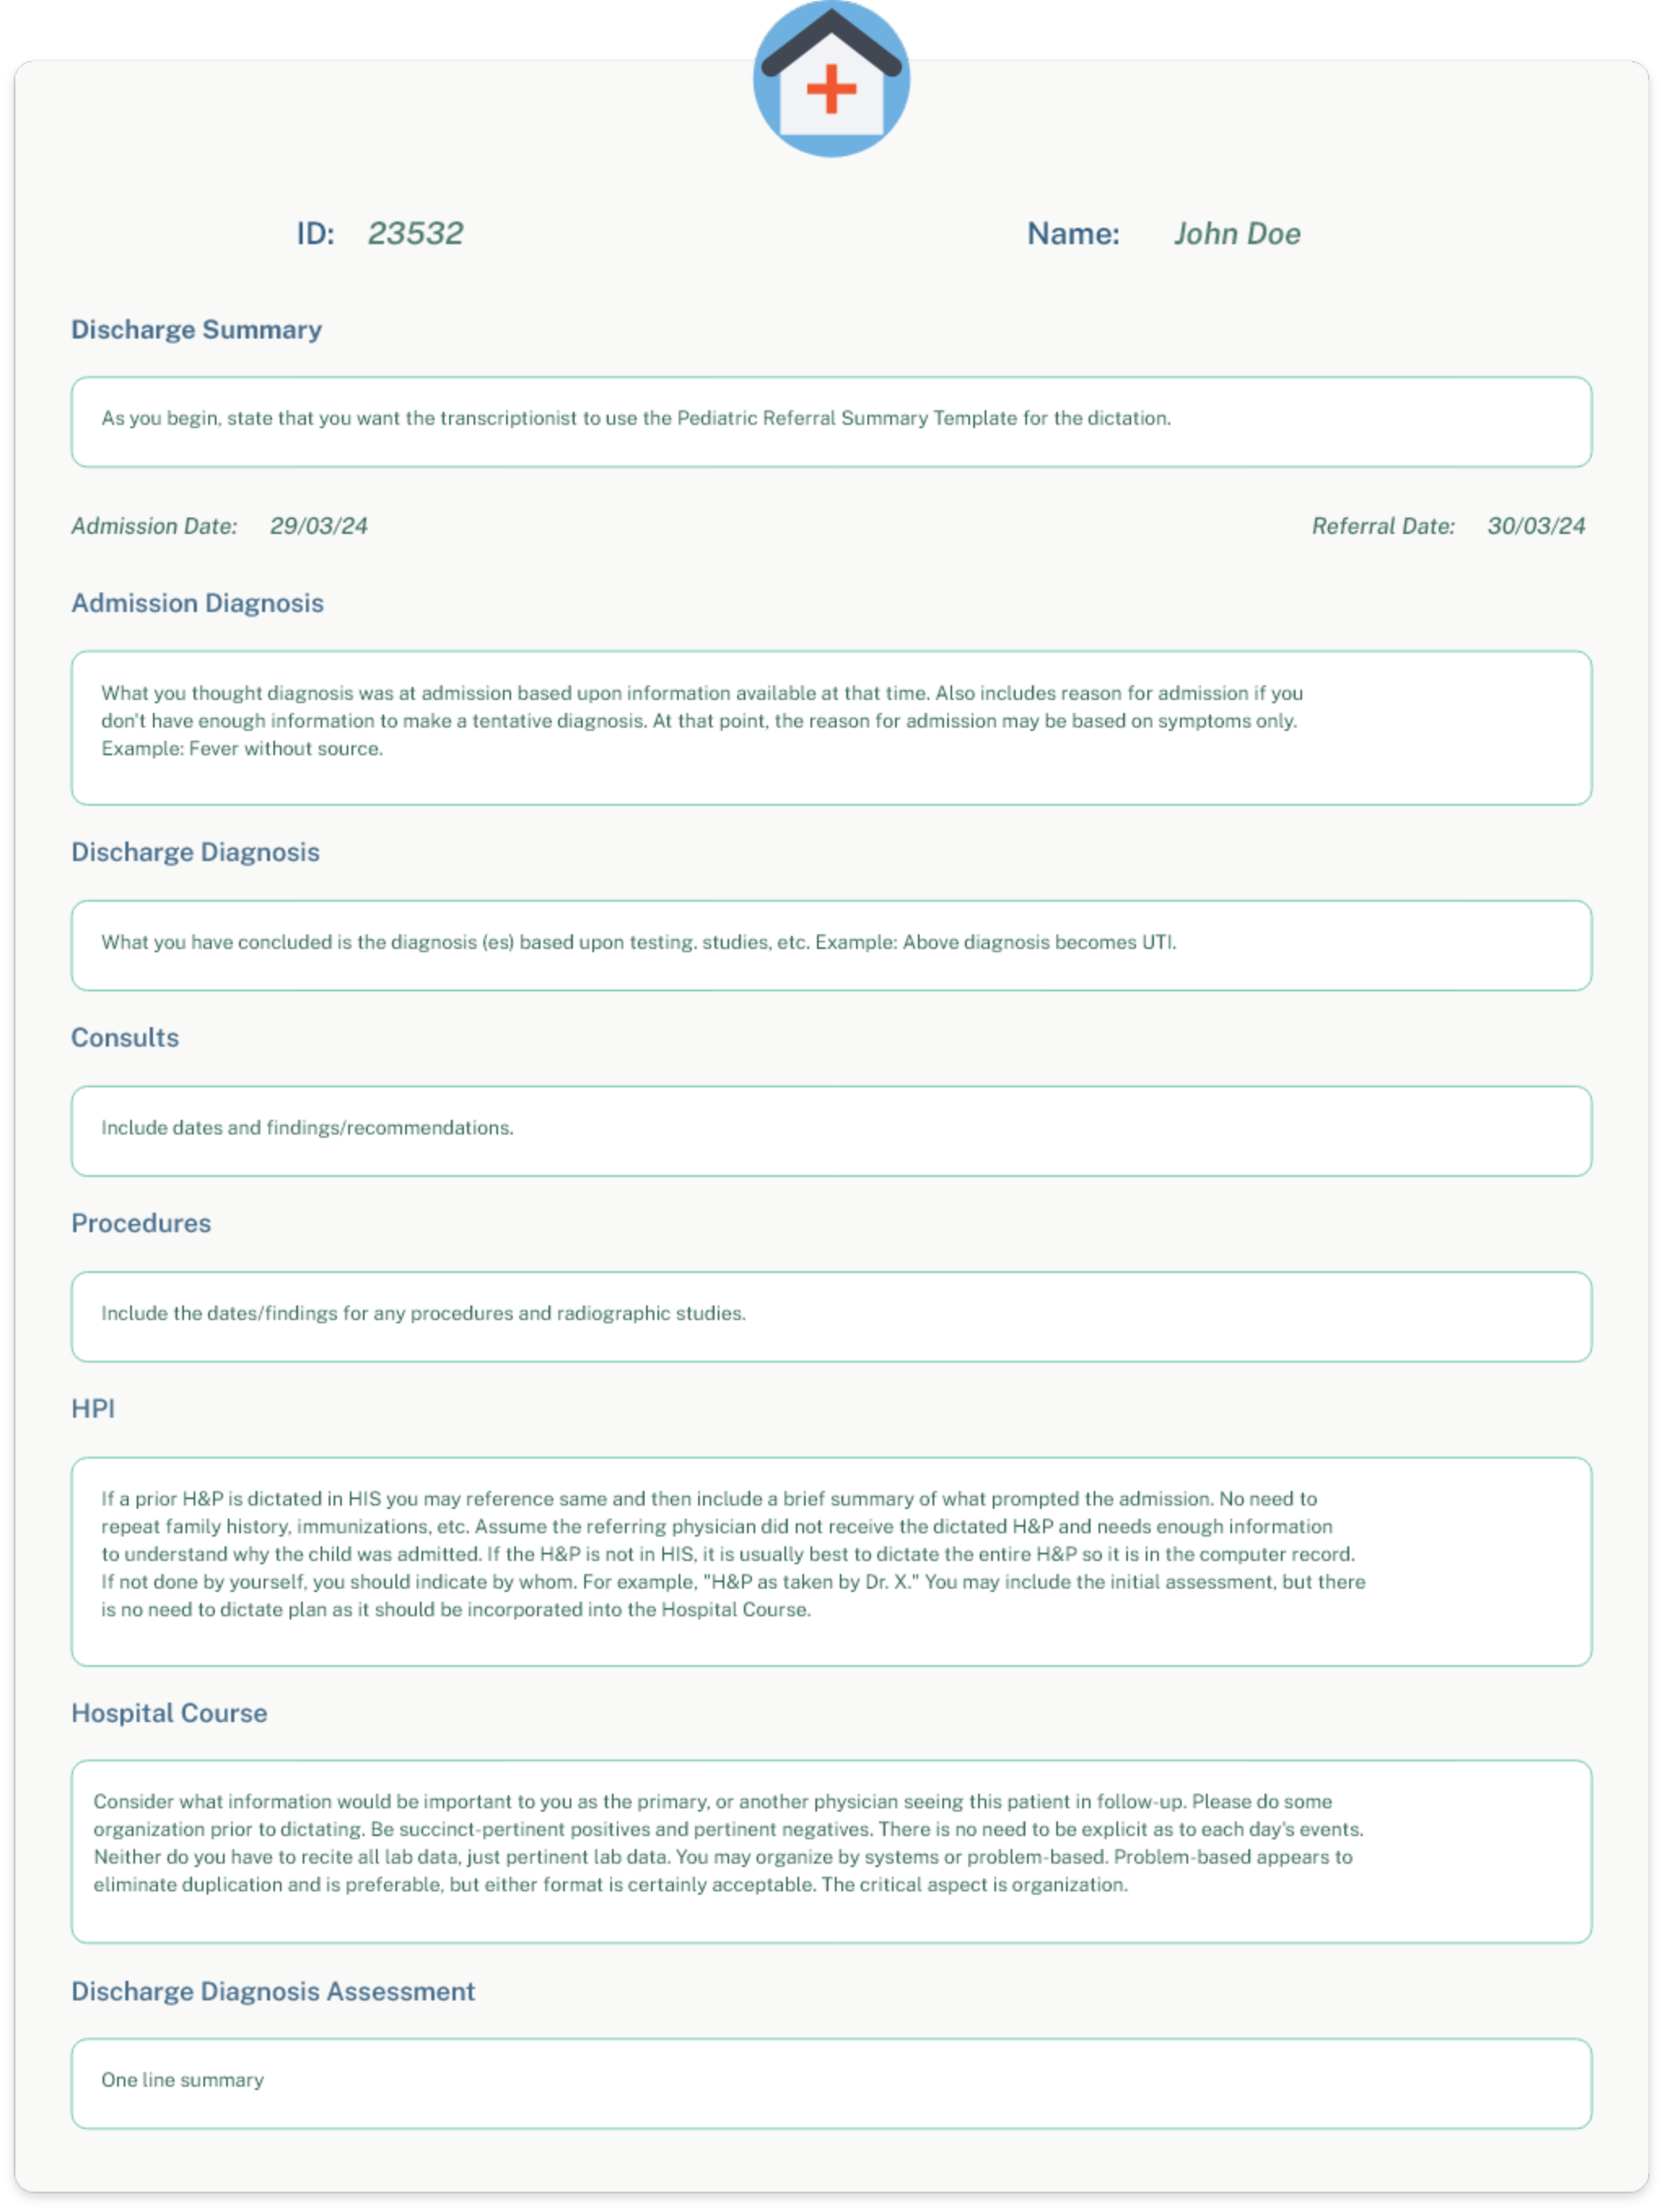 ID: 23532 Name: John Doe
Discharge Summary
As you begin, state that you want the transcriptionist to use the Pediatric Referral Summary Template for the dictation.
Admission Date: 29/03/24 Referral Date: 30/03/24
Admission Diagnosis
What you thought diagnosis was at admission based upon information available at that time. Also includes reason for admission if you
don't have enough information to make a tentative diagnosis. At that point, the reason for admission may be based on symptoms only.
Example: Fever without source.
Discharge Diagnosis
What you have concluded is the diagnosis (es) based upon testing. studies, etc. Example: Above diagnosis becomes UTI.
Consults
Include dates and findings/recommendations.
Procedures
Include the dates/findings for any procedures and radiographic studies.
HPI
If a prior H&P is dictated in HIS you may reference same and then include a brief summary of what prompted the admission. No need to
repeat family history, immunizations, etc. Assume the referring physician did not receive the dictated H&P and needs enough information
to understand why the child was admitted. If the H&P is not in HIS, it is usually best to dictate the entire H&P so it is in the computer record.
If not done by yourself, you should indicate by whom. For example, "H&P as taken by Dr. X." You may include the initial assessment, but there
is no need to dictate plan as it should be incorporated into the Hospital Course.
Hospital Course
Consider what information would be important to you as the primary, or another physician seeing this patient in follow-up. Please do some
organization prior to dictating. Be succinct-pertinent positives and pertinent negatives. There is no need to be explicit as to each day's events.
Neither do you have to recite all lab data, just pertinent lab data. You may organize by systems or problem-based. Problem-based appears to
eliminate duplication and is preferable, but either format is certainly acceptable. The critical aspect is organization.
Discharge Diagnosis Assessment
One line summary